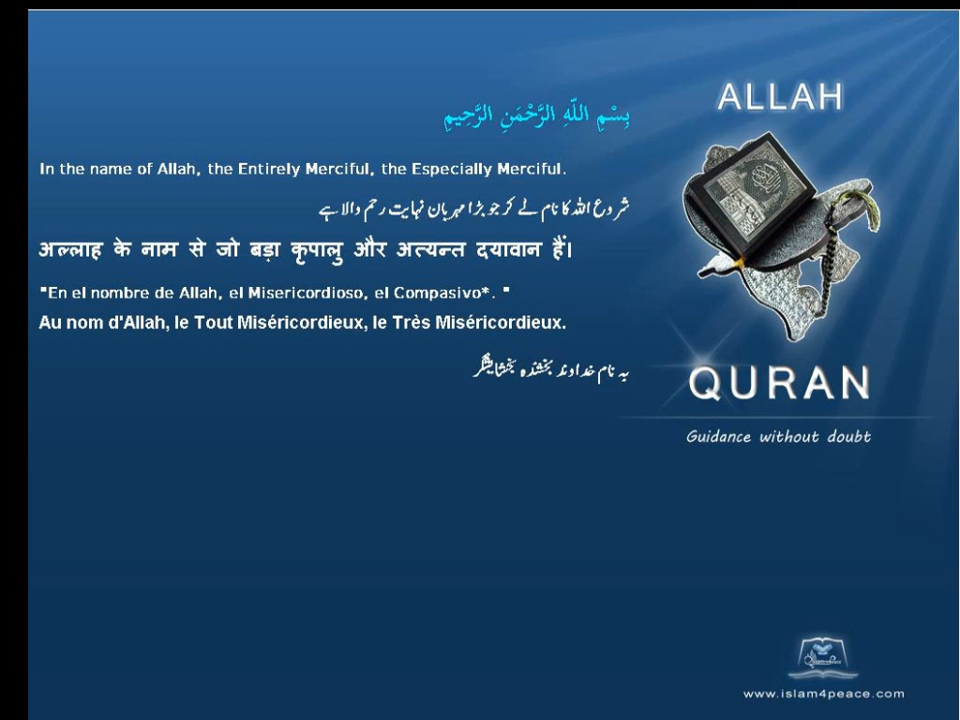 بِسْمِ اللَّهِ الرَّحْمَنِ الرَّحِيمِ
In the name of Allah, the Entirely Merciful, the Especially Merciful.
شروع الله کا نام لے کر جو بڑا مہربان نہایت رحم والا ہے
अल्लाह के नाम से जो बड़ा कृपालु और अत्यन्त दयावान हैं।
"En el nombre de Allah, el Misericordioso, el Compasivo*. "
Au nom d'Allah, le Tout Miséricordieux, le Très Miséricordieux.
به نام خداوند بخشنده بخشایشگر
ALLAH
QURAN
Guidance without doubt
www.islam4peace.com